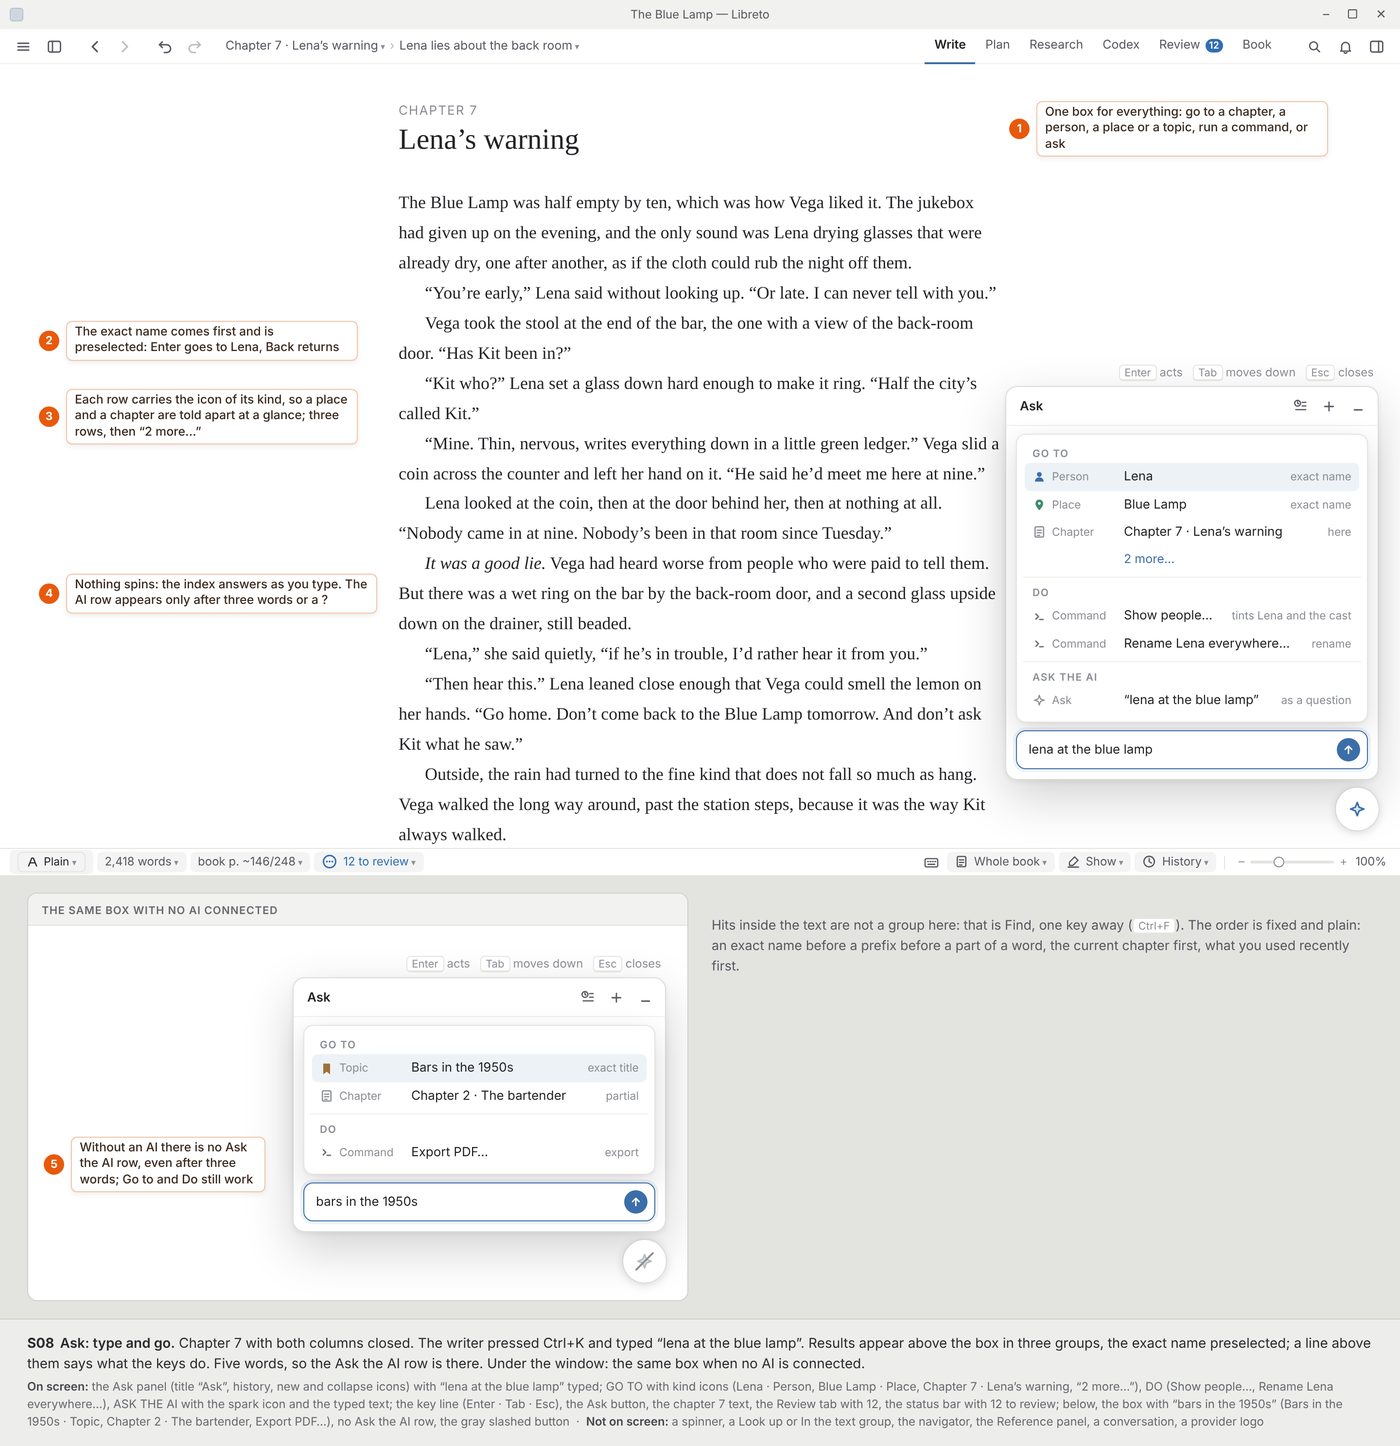 The Blue Lamp — Libreto
Chapter 7 · Lena’s warning › Lena lies about the back room
Write Plan Research Codex Review 12 Book
CHAPTER 7
Lena’s warning
1 One box for everything: go to a chapter, a
person, a place or a topic, run a command, or
ask
The Blue Lamp was half empty by ten, which was how Vega liked it. The jukebox
had given up on the evening, and the only sound was Lena drying glasses that were
already dry, one after another, as if the cloth could rub the night off them.
“You’re early,” Lena said without looking up. “Or late. I can never tell with you.”
Vega took the stool at the end of the bar, the one with a view of the back-room
door. “Has Kit been in?”
“Kit who?” Lena set a glass down hard enough to make it ring. “Half the city’s
called Kit.”
“Mine. Thin, nervous, writes everything down in a little green ledger.” Vega slid a
coin across the counter and left her hand on it. “He said he’d meet me here at nine.”
Lena looked at the coin, then at the door behind her, then at nothing at all.
“Nobody came in at nine. Nobody’s been in that room since Tuesday.”
It was a good lie. Vega had heard worse from people who were paid to tell them.
But there was a wet ring on the bar by the back-room door, and a second glass upside
down on the drainer, still beaded.
“Lena,” she said quietly, “if he’s in trouble, I’d rather hear it from you.”
“Then hear this.” Lena leaned close enough that Vega could smell the lemon on
her hands. “Go home. Don’t come back to the Blue Lamp tomorrow. And don’t ask
Kit what he saw.”
Outside, the rain had turned to the fine kind that does not fall so much as hang.
Vega walked the long way around, past the station steps, because it was the way Kit
always walked.
2 The exact name comes first and is
preselected: Enter goes to Lena, Back returns
3 Each row carries the icon of its kind, so a place
and a chapter are told apart at a glance; three
rows, then “2 more…”
4 Nothing spins: the index answers as you type. The
AI row appears only after three words or a ?
Enter acts Tab moves down Esc closes
Ask
GO TO
Person Lena exact name
Place Blue Lamp exact name
Chapter Chapter 7 · Lena’s warning here
2 more…
DO
Command Show people… tints Lena and the cast
Command Rename Lena everywhere… rename
ASK THE AI
Ask “lena at the blue lamp” as a question
lena at the blue lamp
A Plain 2,418 words book p. ~146/248 12 to review Whole book Show History − + 100%
THE SAME BOX WITH NO AI CONNECTED
Enter acts Tab moves down Esc closes
Ask
GO TO
Topic Bars in the 1950s exact title
Chapter Chapter 2 · The bartender partial
DO
Command Export PDF… export
bars in the 1950s
5 Without an AI there is no Ask
the AI row, even after three
words; Go to and Do still work
Hits inside the text are not a group here: that is Find, one key away ( Ctrl+F ). The order is fixed and plain:
an exact name before a prefix before a part of a word, the current chapter first, what you used recently
first.
S08 Ask: type and go. Chapter 7 with both columns closed. The writer pressed Ctrl+K and typed “lena at the blue lamp”. Results appear above the box in three groups, the exact name preselected; a line above
them says what the keys do. Five words, so the Ask the AI row is there. Under the window: the same box when no AI is connected.
On screen: the Ask panel (title “Ask”, history, new and collapse icons) with “lena at the blue lamp” typed; GO TO with kind icons (Lena · Person, Blue Lamp · Place, Chapter 7 · Lena’s warning, “2 more…”), DO (Show people…, Rename Lena
everywhere…), ASK THE AI with the spark icon and the typed text; the key line (Enter · Tab · Esc), the Ask button, the chapter 7 text, the Review tab with 12, the status bar with 12 to review; below, the box with “bars in the 1950s” (Bars in the
1950s · Topic, Chapter 2 · The bartender, Export PDF…), no Ask the AI row, the gray slashed button · Not on screen: a spinner, a Look up or In the text group, the navigator, the Reference panel, a conversation, a provider logo